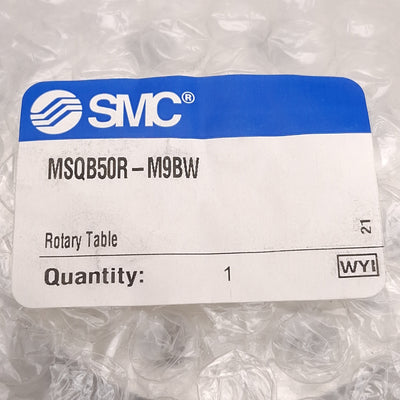 SMC®
MSQB50R-M9BW
Rotary Table
21
Quantity: 1
WYI